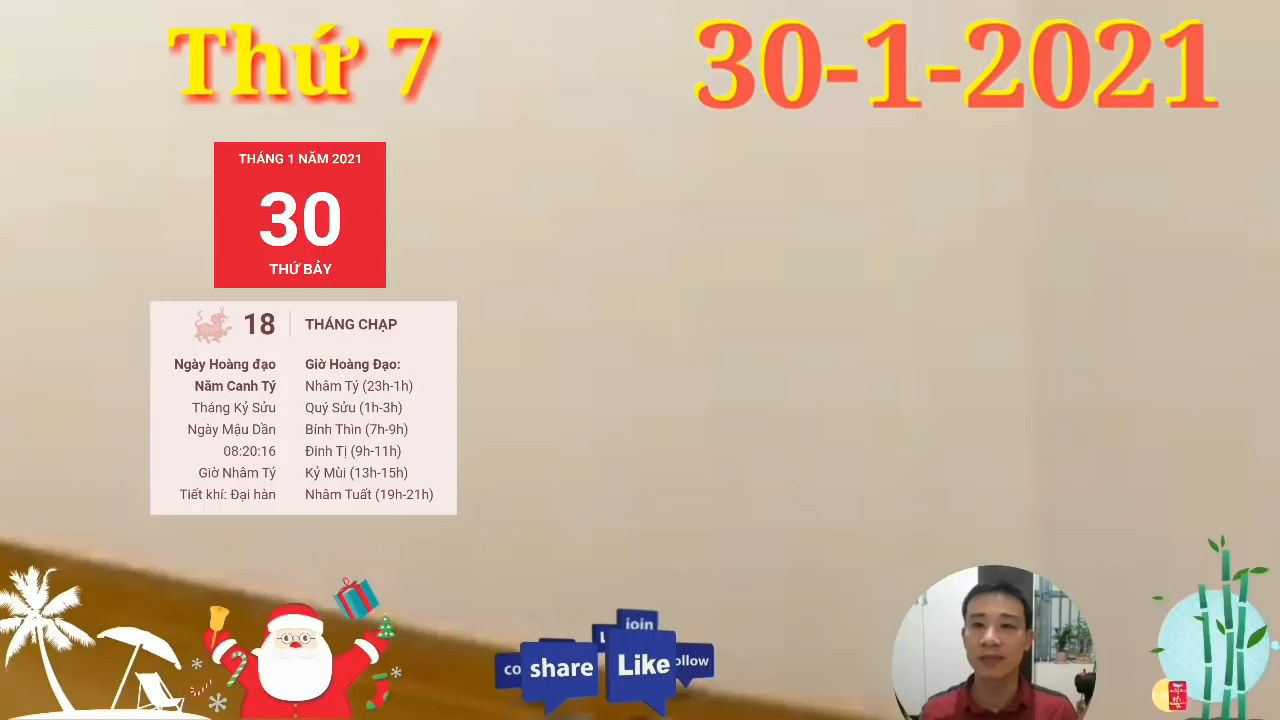 Thứ 7
30-1-2021
THÁNG 1 NĂM 2021
30
THỨ BẢY
18
THÁNG CHẠP
Ngày Hoàng đạo
Năm Canh Tý
Tháng Kỷ Sửu
Ngày Mậu Dần
08:20:16
Giờ Nhâm Tý
Tiết khí: Đại hàn
Giờ Hoàng Đạo:
Nhâm Tý (23h-1h)
Quý Sửu (1h-3h)
Bính Thìn (7h-9h)
Đinh Tị (9h-11h)
Kỷ Mùi (13h-15h)
Nhâm Tuất (19h-21h)
join
co
share
Like
ollow